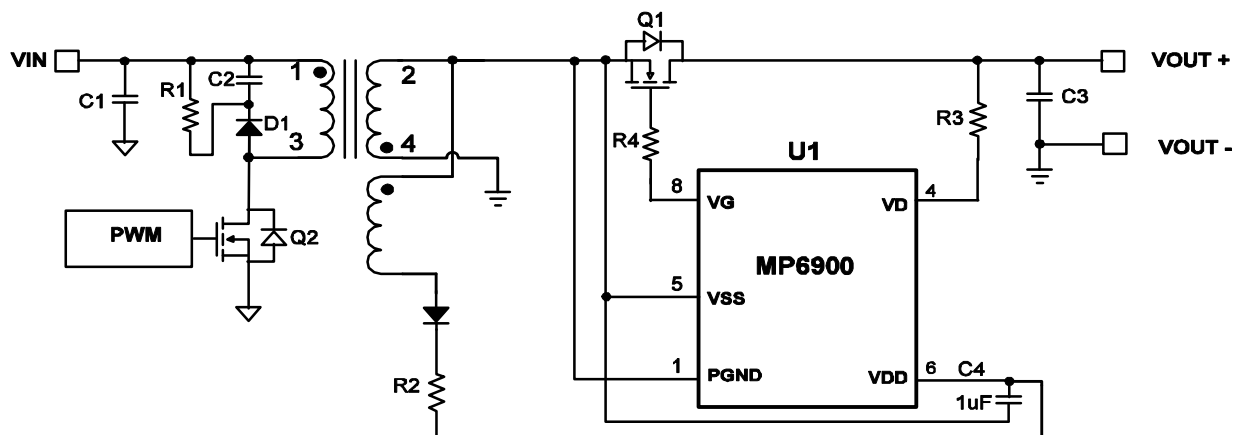 Q1
VIN
VOUT +
C1
R1
C2
1
2
D1
3
4
R4
R3
C3
VOUT -
U1
8
VG
VD
4
PWM
Q2
MP6900
5
VSS
1
PGND
VDD
6
C4
1uF
R2